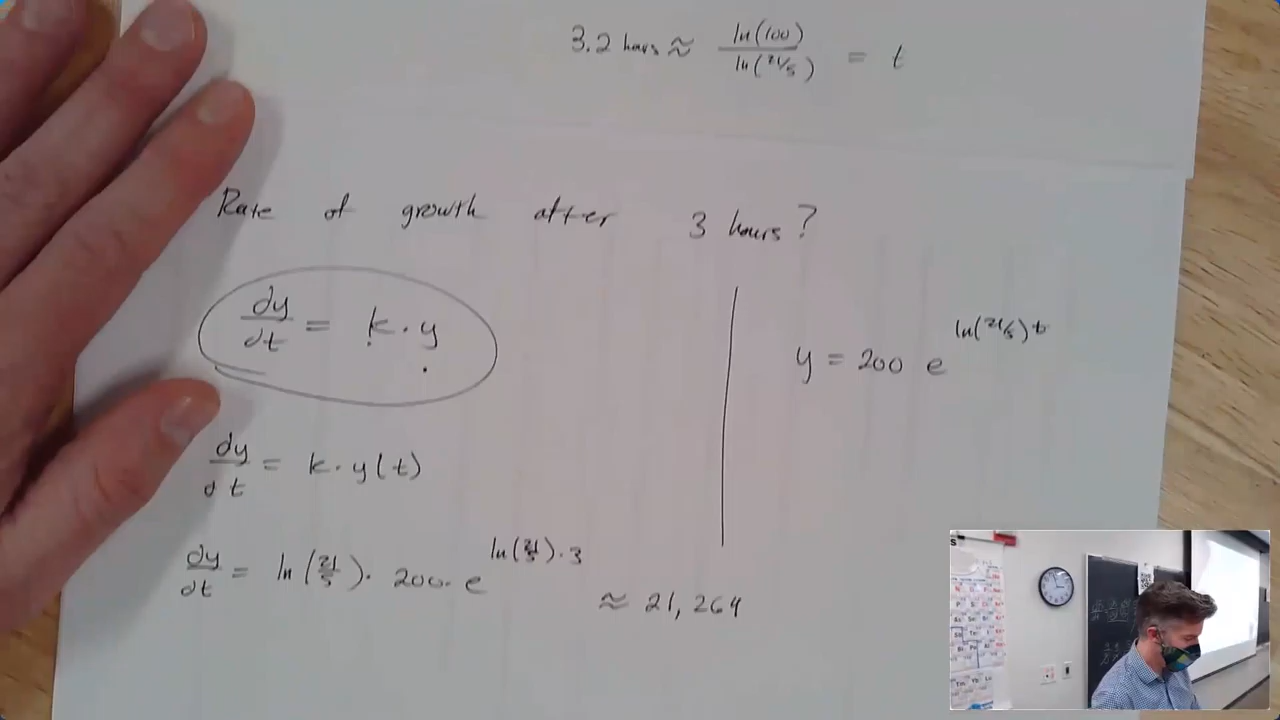 3.2 hours ≈ ln(100) / ln(21/5) = t
Rate of growth after 3 hours?
dy/dt = k · y
y = 200 e^ln(21/5)t
dy/dt = k · y(t)
dy/dt = ln(21/5) · 200 · e^ln(21/5)·3 ≈ 21,264